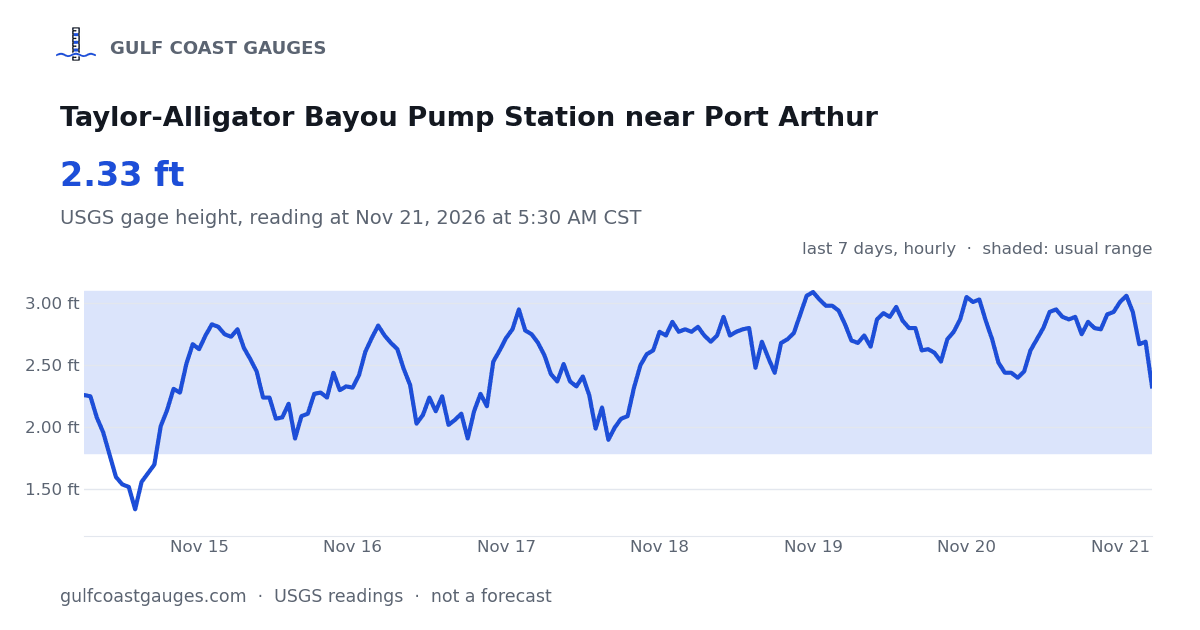 GULF COAST GAUGES
Taylor-Alligator Bayou Pump Station near Port Arthur
2.33 ft
USGS gage height, reading at Nov 21, 2026 at 5:30 AM CST
last 7 days, hourly · shaded: usual range
3.00 ft
2.50 ft
2.00 ft
1.50 ft
Nov 15 Nov 16 Nov 17 Nov 18 Nov 19 Nov 20 Nov 21
gulfcoastgauges.com · USGS readings · not a forecast